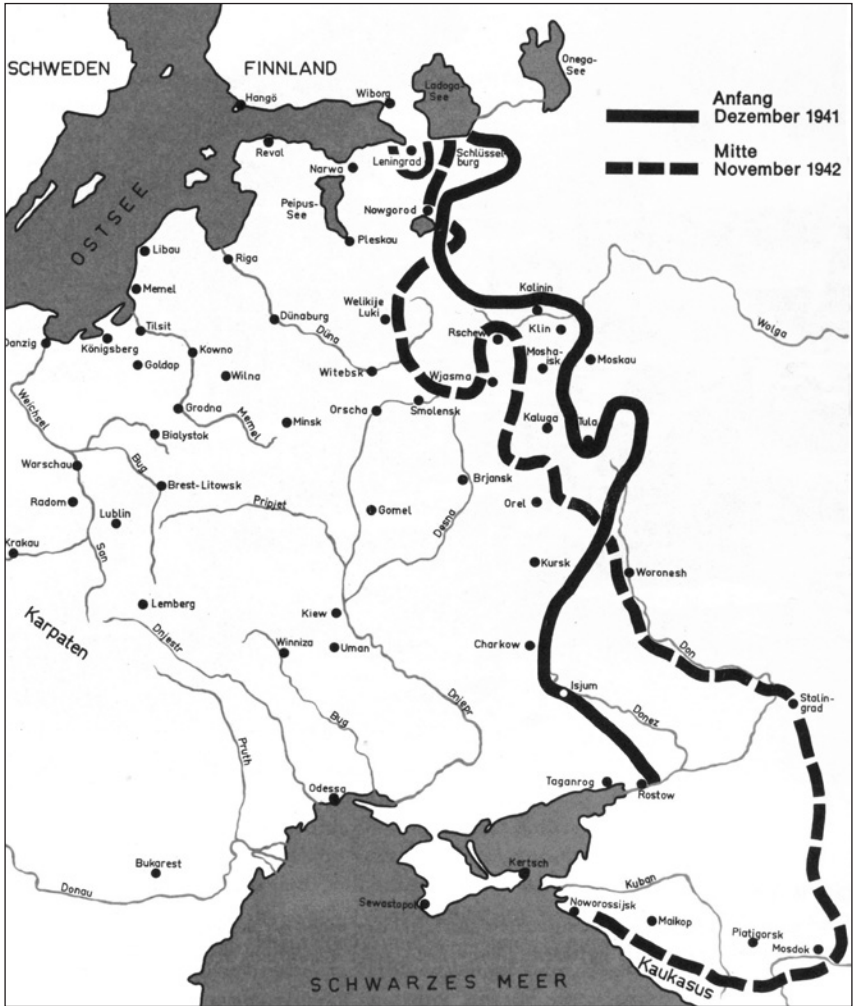 SCHWEDEN
FINNLAND
Ladoga-
See
Onega-
See
Hangö
Wiborg
Anfang
Dezember 1941
Mitte
November 1942
Reval
Leningrad
Schlüssel-
burg
Narwa
Peipus-
See
Nowgorod
Pleskau
OSTSEE
Libau
Riga
Memel
Welikije
Luki
Kalinin
Wolga
Tilsit
Dünaburg
Düna
Klin
Rschew
Danzig
Königsberg
Kowno
Mosha-
isk
Moskau
Goldap
Wilna
Witebsk
Wjasma
Weichsel
Grodna
Memel
Minsk
Orscha
Smolensk
Kaluga
Tula
Bialystok
Warschau
Bug
Brest-Litowsk
Brjansk
Radom
Lublin
Pripjet
Gomel
Desna
Orel
Krakau
San
Kursk
Woronesh
Lemberg
Kiew
Karpaten
Dnjestr
Winniza
Uman
Charkow
Don
Isjum
Stalin-
grad
Donez
Dnjepr
Bug
Pruth
Taganrog
Rostow
Odessa
Bukarest
Kertsch
Donau
Kuban
Sewastopol
Noworossijsk
Maikop
Piatigorsk
Mosdok
Kaukasus
SCHWARZES MEER